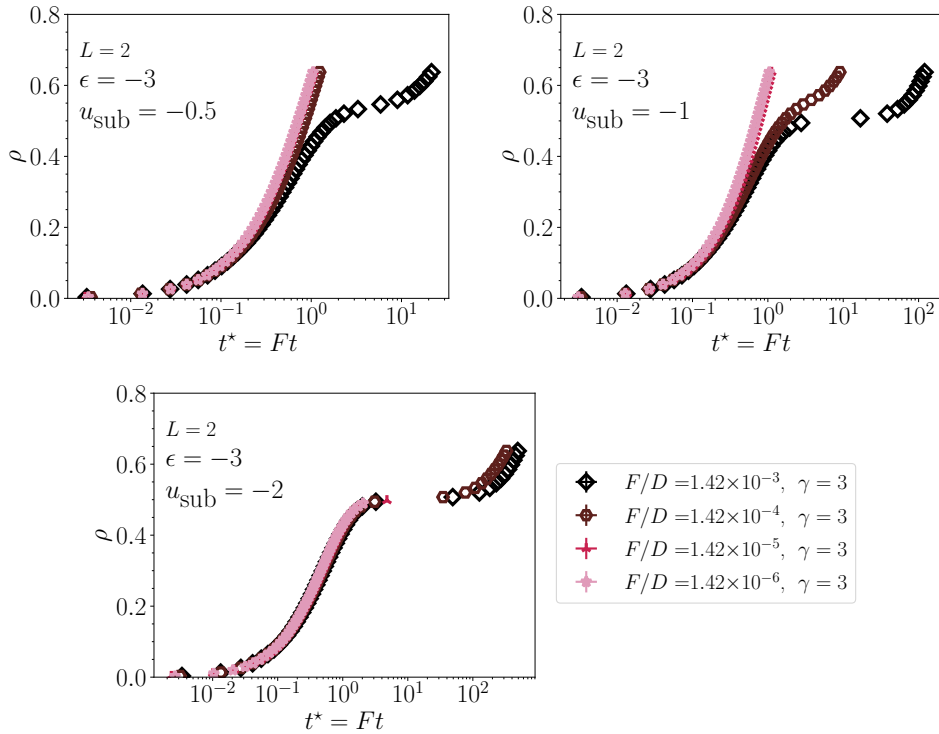 0.8
0.6
0.4
0.2
0.0
ρ
L = 2
ϵ = −3
u_sub = −0.5
10^−2 10^−1 10^0 10^1
t⋆ = Ft
0.8
0.6
0.4
0.2
0.0
ρ
L = 2
ϵ = −3
u_sub = −1
10^−2 10^−1 10^0 10^1 10^2
t⋆ = Ft
0.8
0.6
0.4
0.2
0.0
ρ
L = 2
ϵ = −3
u_sub = −2
10^−2 10^−1 10^0 10^1 10^2
t⋆ = Ft
F/D =1.42×10^−3, γ = 3
F/D =1.42×10^−4, γ = 3
F/D =1.42×10^−5, γ = 3
F/D =1.42×10^−6, γ = 3